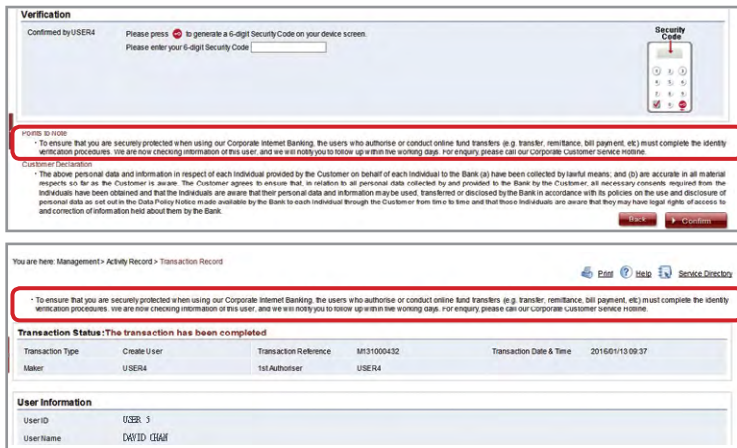 Verification
Confirmed by USER4
Please press to generate a 6-digit Security Code on your device screen.
Please enter your 6-digit Security Code
Security
Code
Points to Note
• To ensure that you are securely protected when using our Corporate Internet Banking, the users who authorise or conduct online fund transfers (e.g. transfer, remittance, bill payment, etc) must complete the identity
verification procedures. We are now checking information of this user, and we will notify you to follow up within five working days. For enquiry, please call our Corporate Customer Service Hotline.
Customer Declaration
• The above personal data and information in respect of each Individual provided by the Customer on behalf of each Individual to the Bank (a) have been collected by lawful means; and (b) are accurate in all material
respects so far as the Customer is aware. The Customer agrees to ensure that, in relation to all personal data collected by and provided to the Bank by the Customer, all necessary consents required from the
Individuals have been obtained and that the Individuals are aware that their personal data and information may be used, transferred or disclosed by the Bank in accordance with its policies on the use and disclosure of
personal data as set out in the Data Policy Notice made available by the Bank to each Individual through the Customer from time to time and that those Individuals are aware that they may have legal rights of access to
and correction of information held about them by the Bank.
Back Confirm
You are here: Management > Activity Record > Transaction Record
Print Help Service Directory
• To ensure that you are securely protected when using our Corporate Internet Banking, the users who authorise or conduct online fund transfers (e.g. transfer, remittance, bill payment, etc) must complete the identity
verification procedures. We are now checking information of this user, and we will notify you to follow up within five working days. For enquiry, please call our Corporate Customer Service Hotline.
Transaction Status:The transaction has been completed
Transaction Type Create User Transaction Reference M131000432 Transaction Date & Time 2016/01/13 09:37
Maker USER4 1st Authoriser USER4
User Information
User ID USER 5
User Name DAVID CHAN